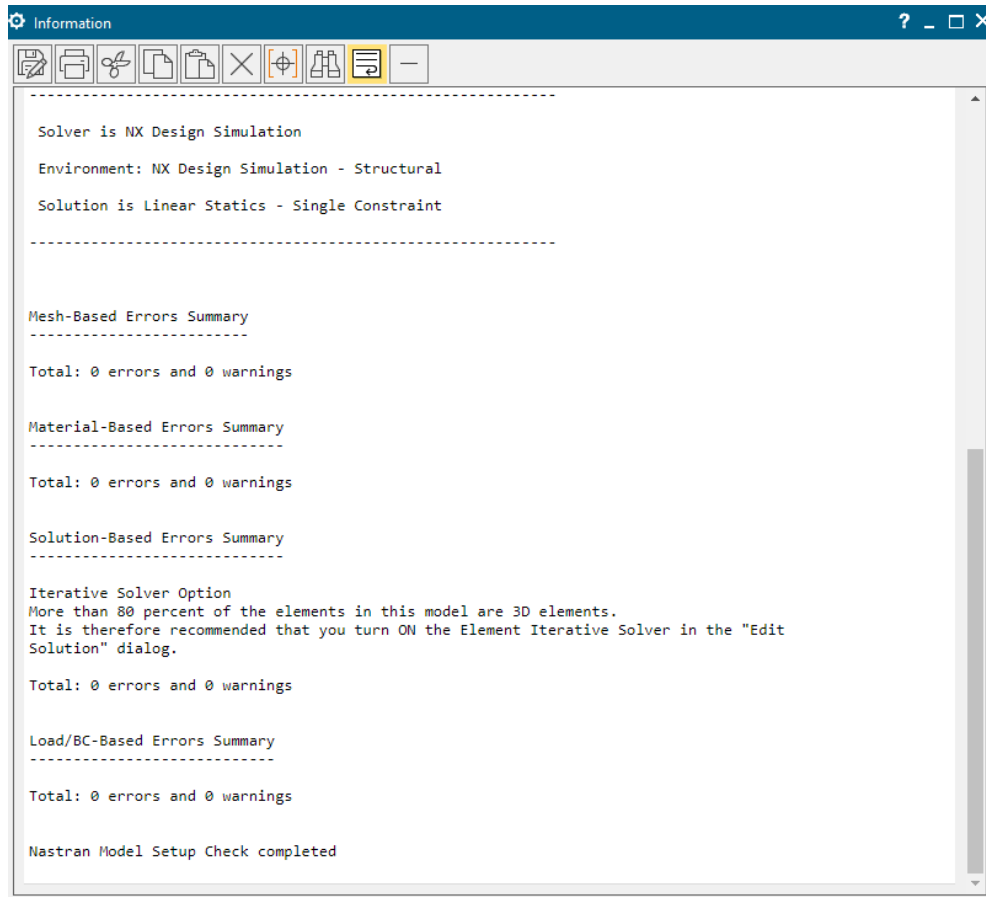 Information
-----------------------------------------------------------
Solver is NX Design Simulation
Environment: NX Design Simulation - Structural
Solution is Linear Statics - Single Constraint
-----------------------------------------------------------
Mesh-Based Errors Summary
-------------------------
Total: 0 errors and 0 warnings
Material-Based Errors Summary
-----------------------------
Total: 0 errors and 0 warnings
Solution-Based Errors Summary
-----------------------------
Iterative Solver Option
More than 80 percent of the elements in this model are 3D elements.
It is therefore recommended that you turn ON the Element Iterative Solver in the "Edit
Solution" dialog.
Total: 0 errors and 0 warnings
Load/BC-Based Errors Summary
----------------------------
Total: 0 errors and 0 warnings
Nastran Model Setup Check completed